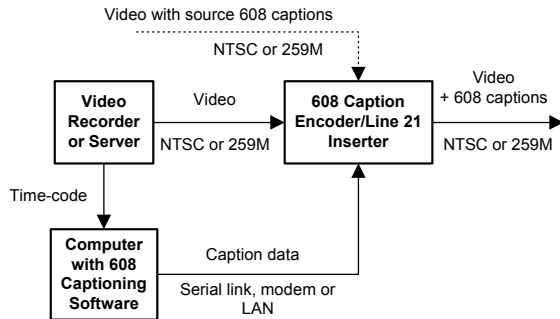 Video with source 608 captions
NTSC or 259M
Video
Recorder
or Server
Video
NTSC or 259M
608 Caption
Encoder/Line 21
Inserter
Video
+ 608 captions
NTSC or 259M
Time-code
Computer
with 608
Captioning
Software
Caption data
Serial link, modem or
LAN